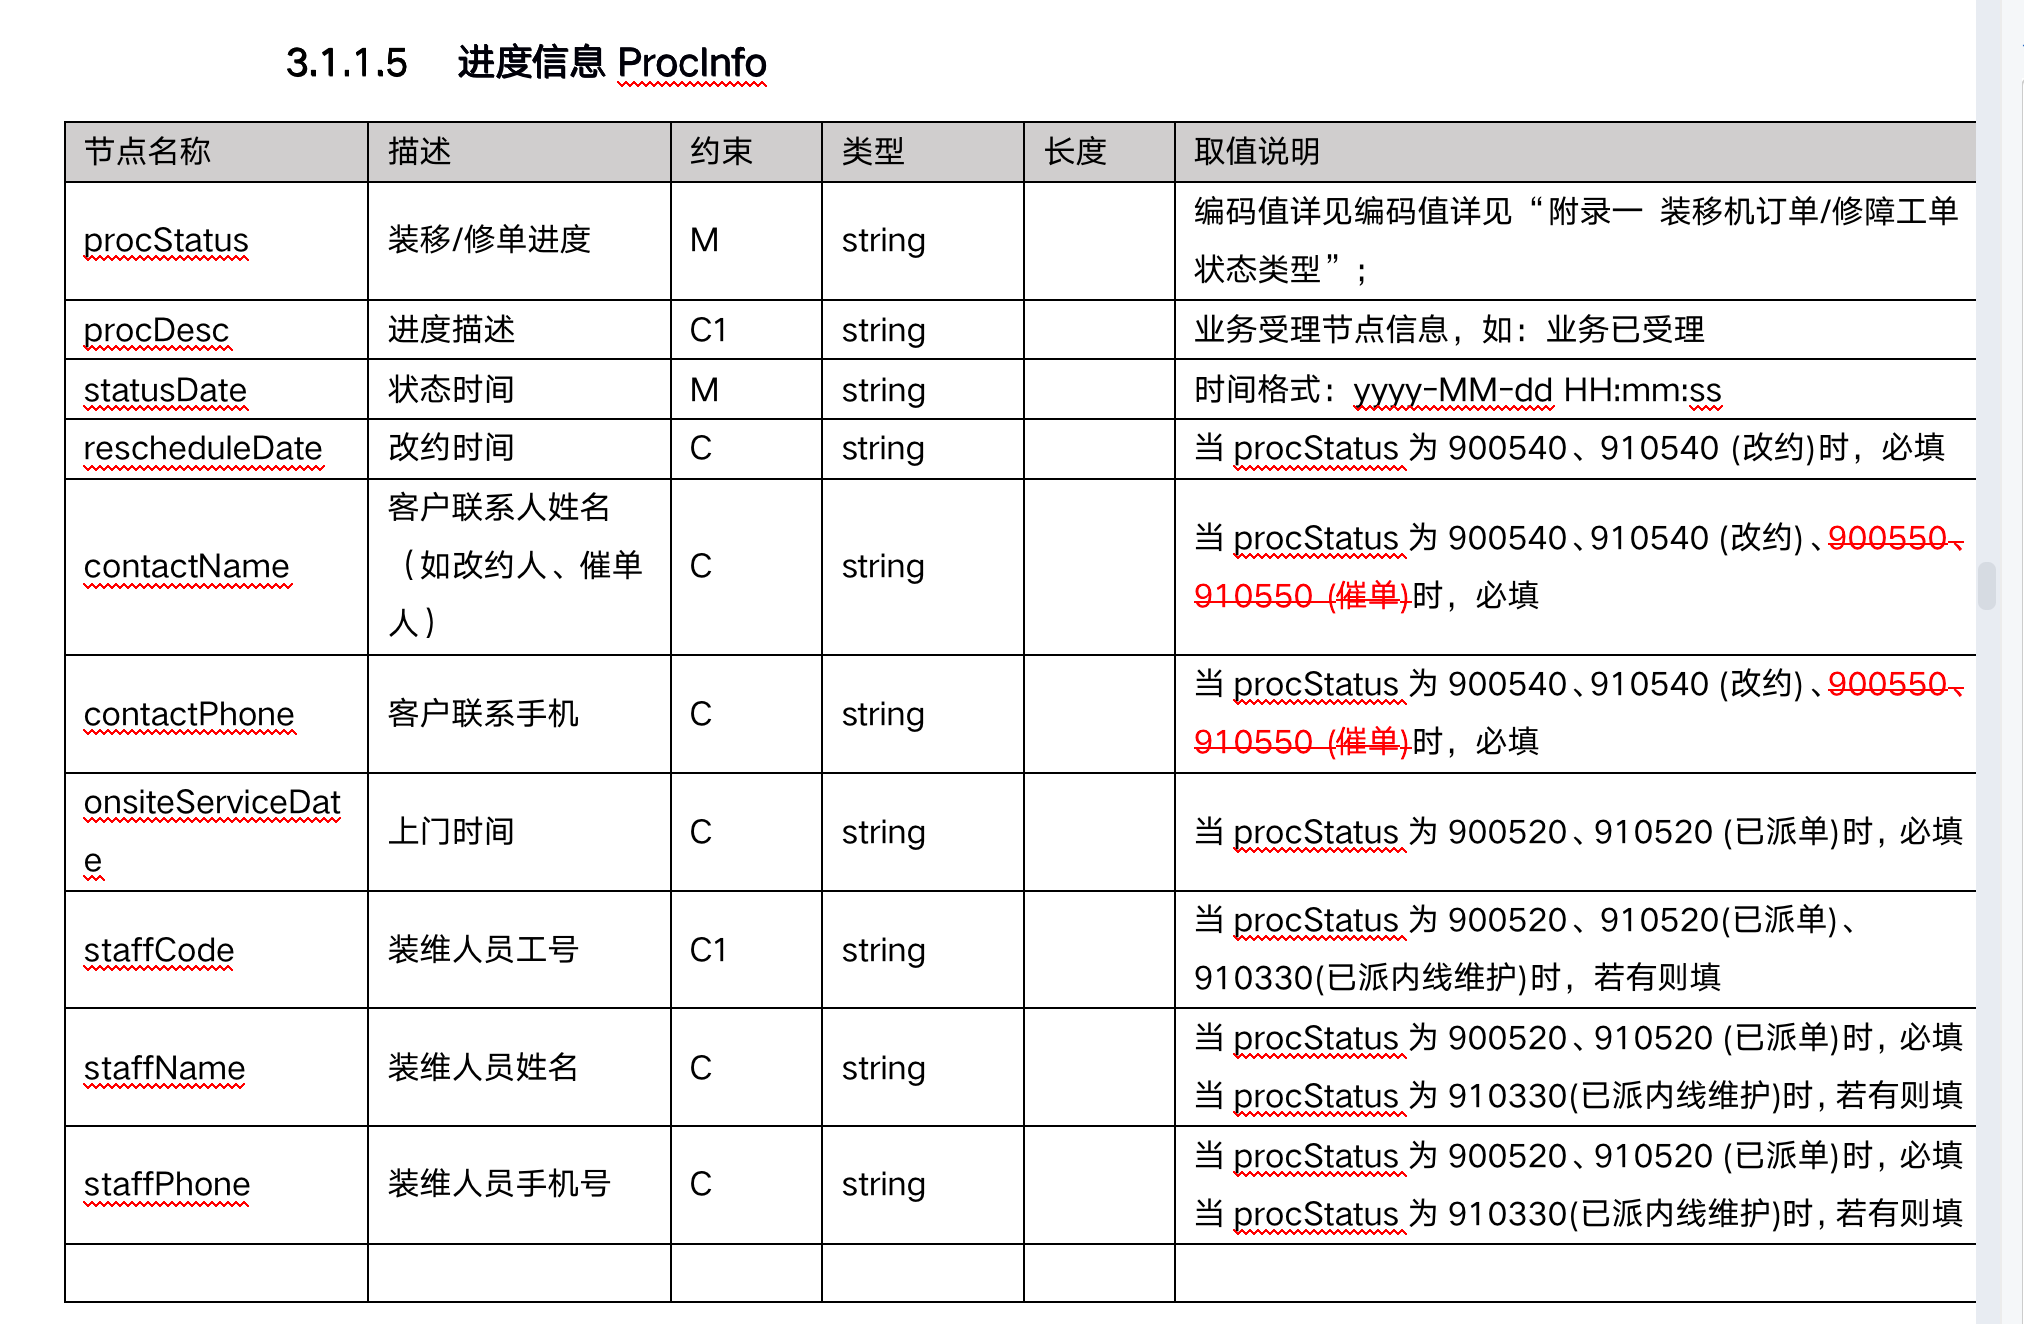 3.1.1.5 进度信息 ProcInfo
节点名称 描述 约束 类型 长度 取值说明
procStatus 装移/修单进度 M string 编码值详见编码值详见“附录一 装移机订单/修障工单
状态类型”；
procDesc 进度描述 C1 string 业务受理节点信息，如：业务已受理
statusDate 状态时间 M string 时间格式：yyyy-MM-dd HH:mm:ss
rescheduleDate 改约时间 C string 当 procStatus 为 900540、910540 (改约)时，必填
contactName
客户联系人姓名
（如改约人、催单
人）
C string
当 procStatus 为 900540、910540 (改约)、900550、
910550 (催单)时，必填
contactPhone 客户联系手机 C string
当 procStatus 为 900540、910540 (改约)、900550、
910550 (催单)时，必填
onsiteServiceDat
e
上门时间 C string 当 procStatus 为 900520、910520 (已派单)时，必填
staffCode 装维人员工号 C1 string
当 procStatus 为 900520、910520(已派单)、
910330(已派内线维护)时，若有则填
staffName 装维人员姓名 C string
当 procStatus 为 900520、910520 (已派单)时，必填
当 procStatus 为 910330(已派内线维护)时，若有则填
staffPhone 装维人员手机号 C string
当 procStatus 为 900520、910520 (已派单)时，必填
当 procStatus 为 910330(已派内线维护)时，若有则填